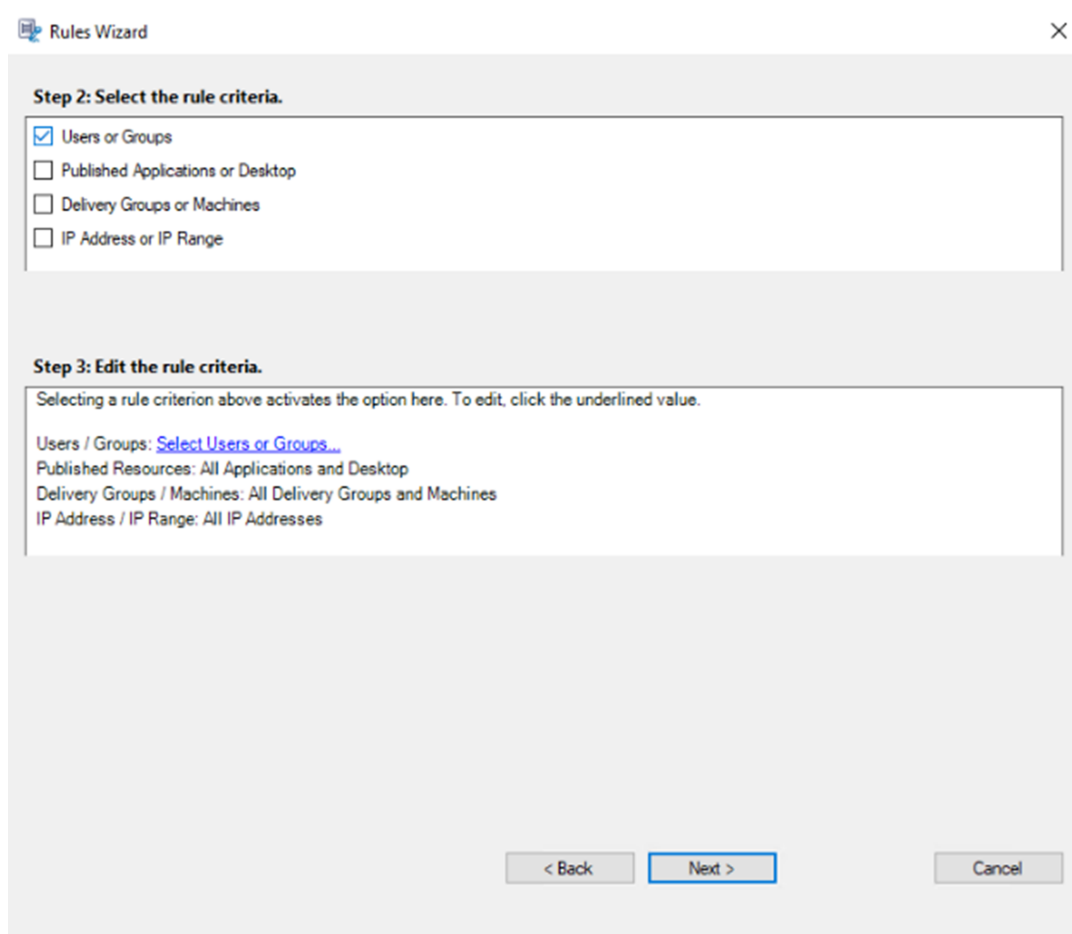 Rules Wizard
Step 2: Select the rule criteria.
Users or Groups
Published Applications or Desktop
Delivery Groups or Machines
IP Address or IP Range
Step 3: Edit the rule criteria.
Selecting a rule criterion above activates the option here. To edit, click the underlined value.
Users / Groups: Select Users or Groups...
Published Resources: All Applications and Desktop
Delivery Groups / Machines: All Delivery Groups and Machines
IP Address / IP Range: All IP Addresses
< Back Next > Cancel